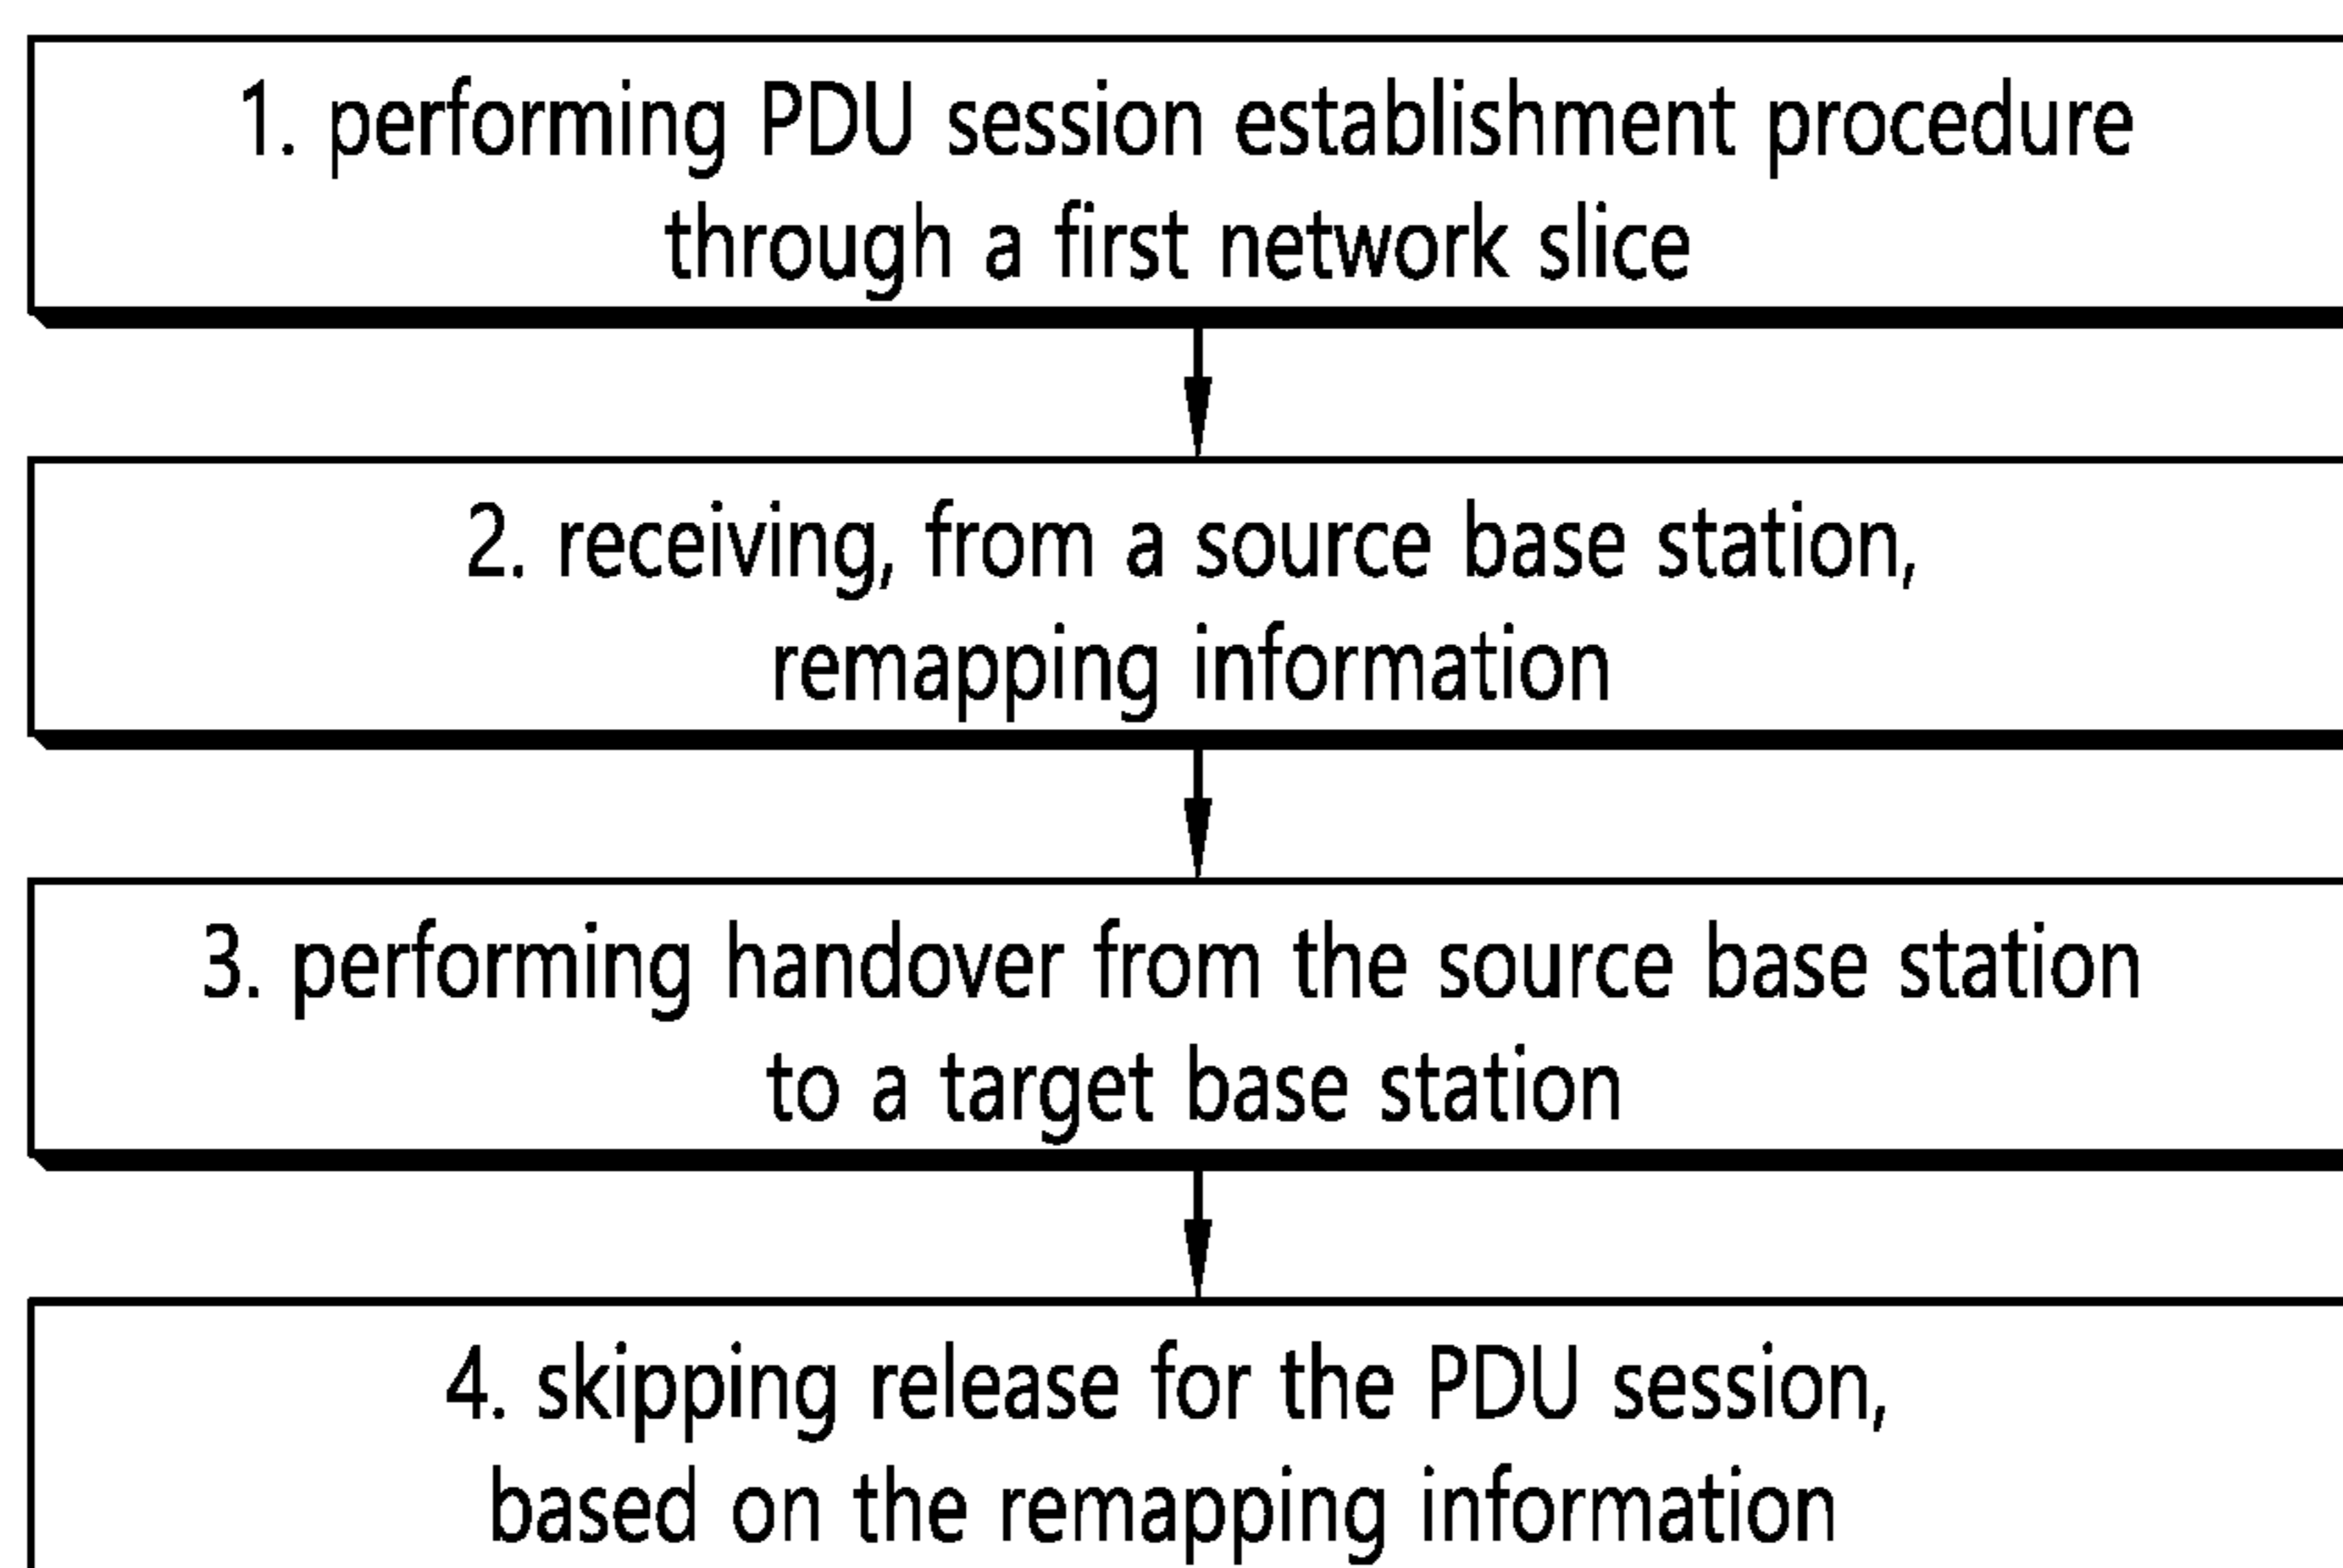 1. performing PDU session establishment procedure
through a first network slice
2. receiving, from a source base station,
remapping information
3. performing handover from the source base station
to a target base station
4. skipping release for the PDU session,
based on the remapping information